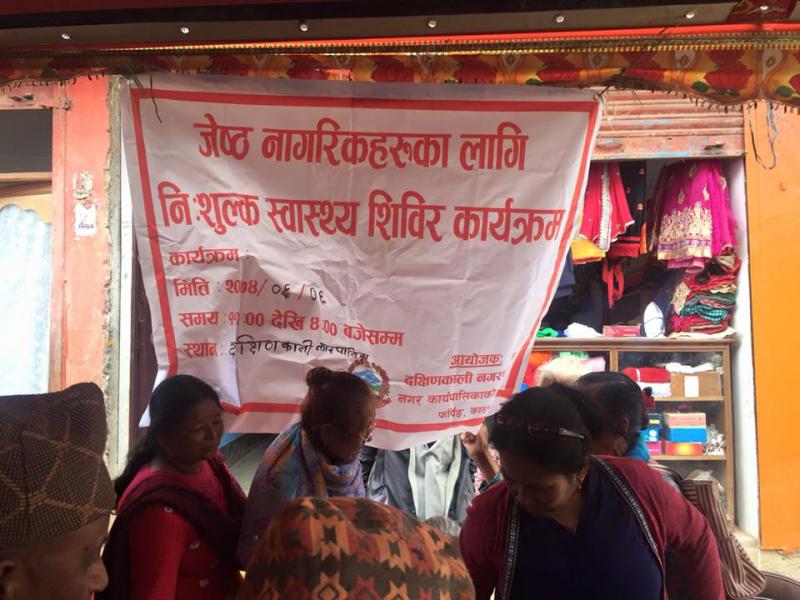 जेष्ठ नागरिकहरूका लागि
नि:शुल्क स्वास्थ्य शिविर कार्यक्रम
कार्यक्रम :
मिति : २०७४/०६/०६
समय : ११:०० देखि ४:०० बजेसम्म
स्थान : दक्षिणकाली नगरपालिका
आयोजक:
दक्षिणकाली नगर
नगर कार्यपालिकाको
फर्पिङ, काठ